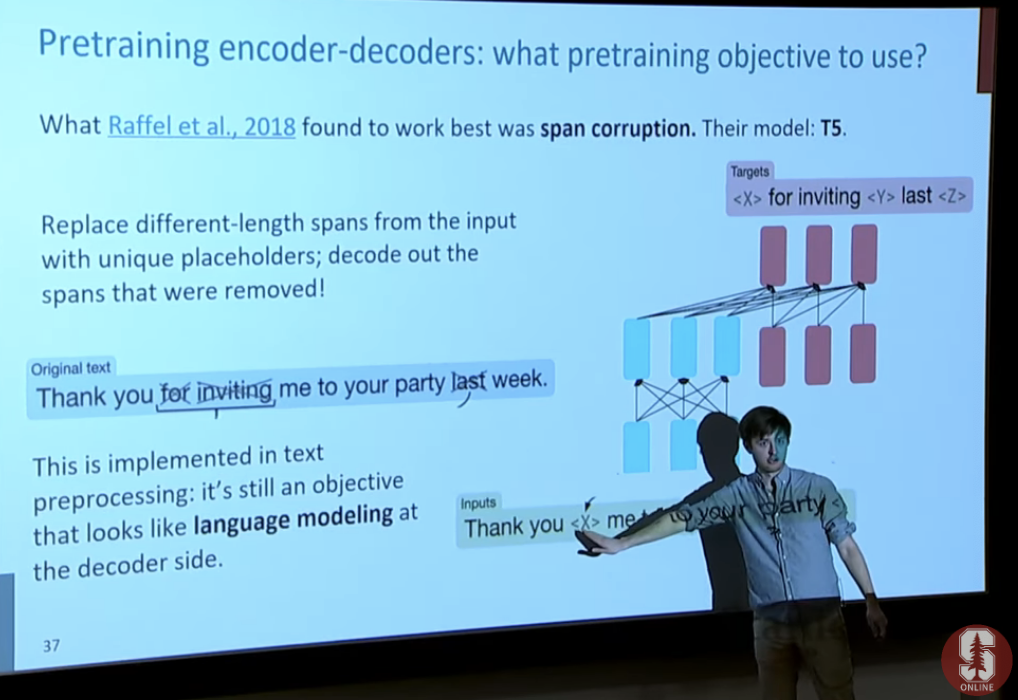 Pretraining encoder-decoders: what pretraining objective to use?
What Raffel et al., 2018 found to work best was span corruption. Their model: T5.
Targets
<X> for inviting <Y> last <Z>
Replace different-length spans from the input
with unique placeholders; decode out the
spans that were removed!
Original text
Thank you for inviting me to your party last week.
This is implemented in text
preprocessing: it's still an objective
that looks like language modeling at
the decoder side.
Inputs
Thank you <X> me to your party
37
S
ONLINE